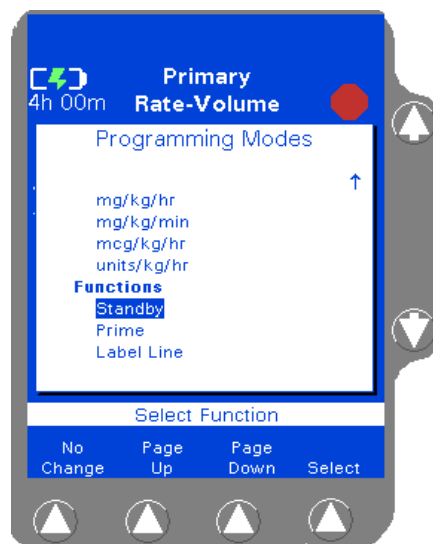 Primary
4h 00m Rate-Volume
Programming Modes
↑
mg/kg/hr
mg/kg/min
mcg/kg/hr
units/kg/hr
Functions
Standby
Prime
Label Line
Select Function
No Page Page
Change Up Down Select